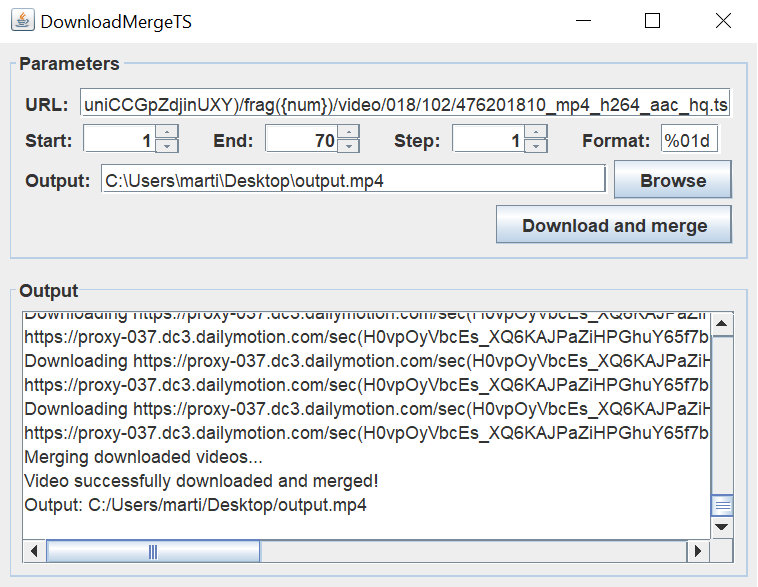 DownloadMergeTS
Parameters
URL: uniCCGpZdjinUXY)/frag({num})/video/018/102/476201810_mp4_h264_aac_hq.ts
Start: 1 End: 70 Step: 1 Format: %01d
Output: C:\Users\marti\Desktop\output.mp4 Browse
Download and merge
Output
Downloading https://proxy-037.dc3.dailymotion.com/sec(H0vpOyVbcEs_XQ6KAJPaZiH
https://proxy-037.dc3.dailymotion.com/sec(H0vpOyVbcEs_XQ6KAJPaZiHPGhuY65f7b
Downloading https://proxy-037.dc3.dailymotion.com/sec(H0vpOyVbcEs_XQ6KAJPaZiH
https://proxy-037.dc3.dailymotion.com/sec(H0vpOyVbcEs_XQ6KAJPaZiHPGhuY65f7b
Downloading https://proxy-037.dc3.dailymotion.com/sec(H0vpOyVbcEs_XQ6KAJPaZiH
https://proxy-037.dc3.dailymotion.com/sec(H0vpOyVbcEs_XQ6KAJPaZiHPGhuY65f7b
Merging downloaded videos...
Video successfully downloaded and merged!
Output: C:/Users/marti/Desktop/output.mp4